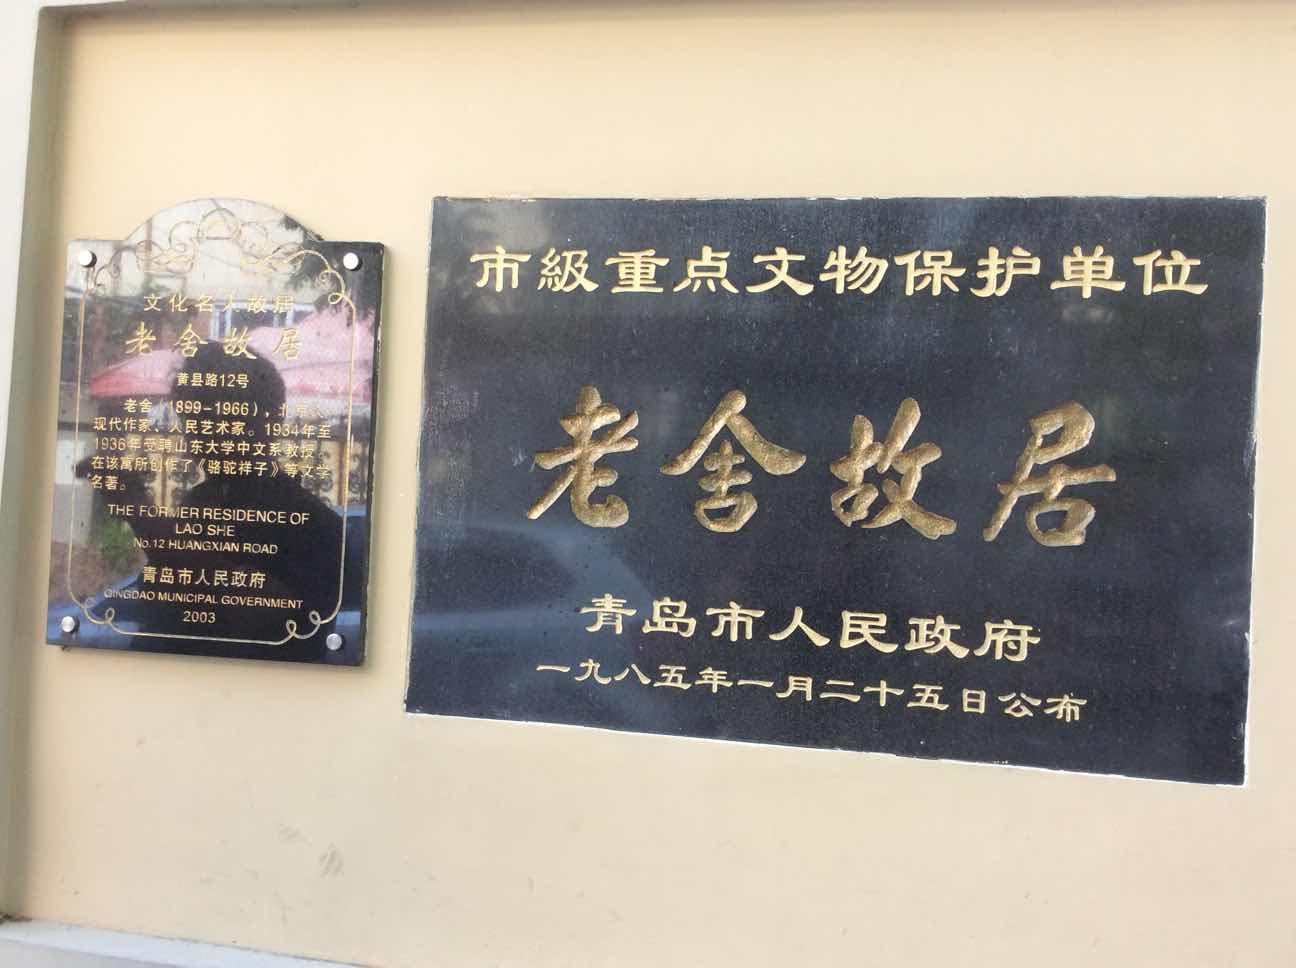 文化名人故居
老舍故居
黄县路12号
老舍（1899-1966），北京人，
现代作家、人民艺术家。1934年至
1936年受聘山东大学中文系教授，
在该寓所创作了《骆驼祥子》等文学
名著。
THE FORMER RESIDENCE OF
LAO SHE
No.12 HUANGXIAN ROAD
青岛市人民政府
QINGDAO MUNICIPAL GOVERNMENT
2003
市級重点文物保护单位
老舍故居
青岛市人民政府
一九八五年一月二十五日公布